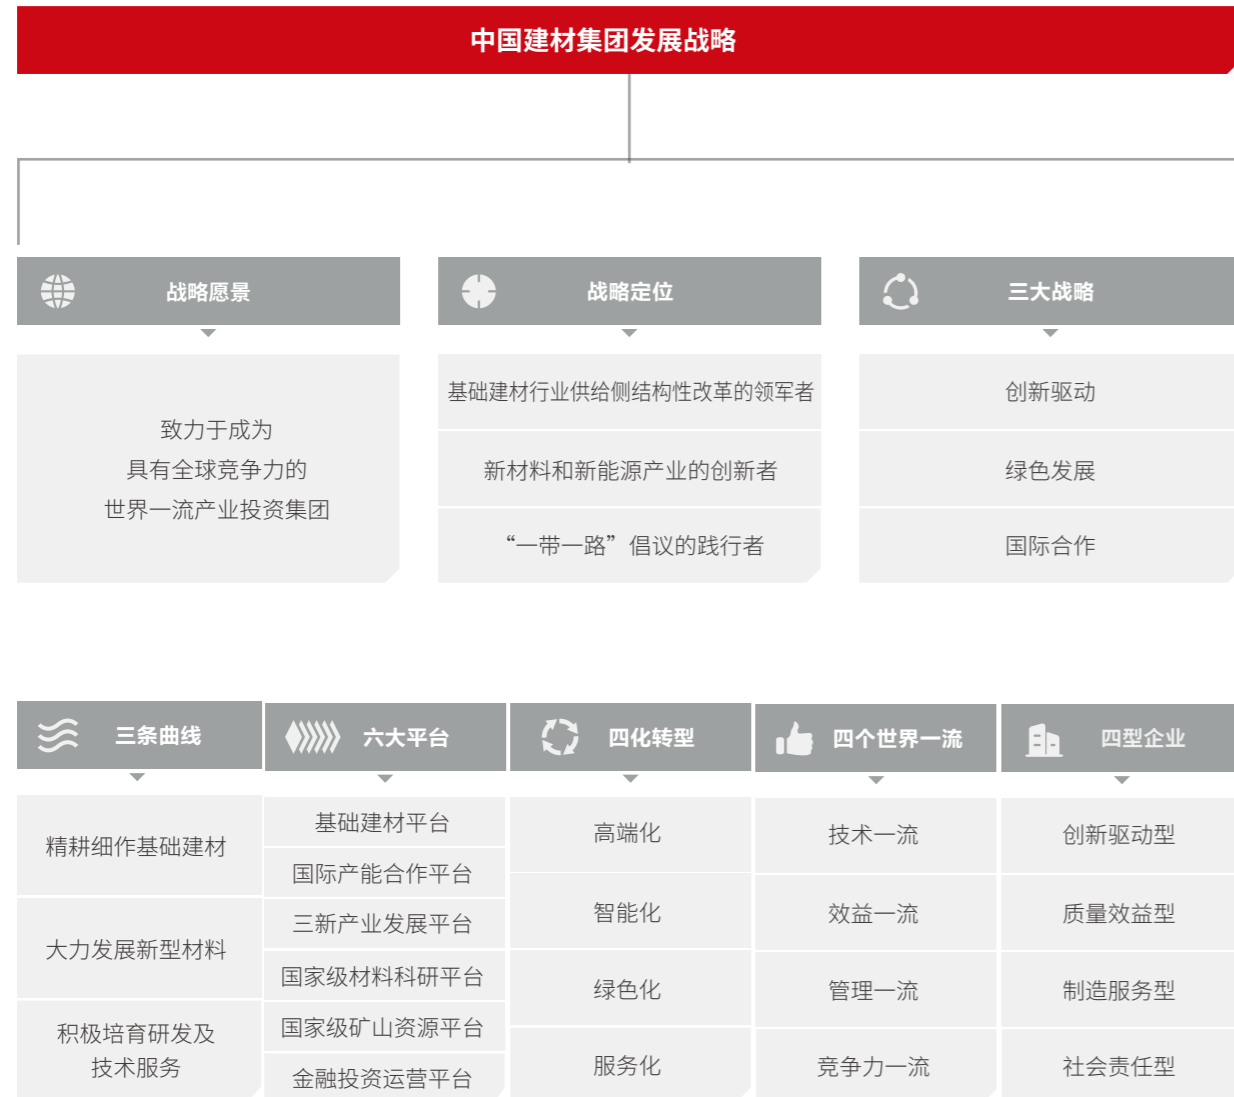 中国建材集团发展战略
战略愿景
致力于成为
具有全球竞争力的
世界一流产业投资集团
战略定位
基础建材行业供给侧结构性改革的领军者
新材料和新能源产业的创新者
“一带一路”倡议的践行者
三大战略
创新驱动
绿色发展
国际合作
三条曲线
精耕细作基础建材
大力发展新型材料
积极培育研发及
技术服务
六大平台
基础建材平台
国际产能合作平台
三新产业发展平台
国家级材料科研平台
国家级矿山资源平台
金融投资运营平台
四化转型
高端化
智能化
绿色化
服务化
四个世界一流
技术一流
效益一流
管理一流
竞争力一流
四型企业
创新驱动型
质量效益型
制造服务型
社会责任型